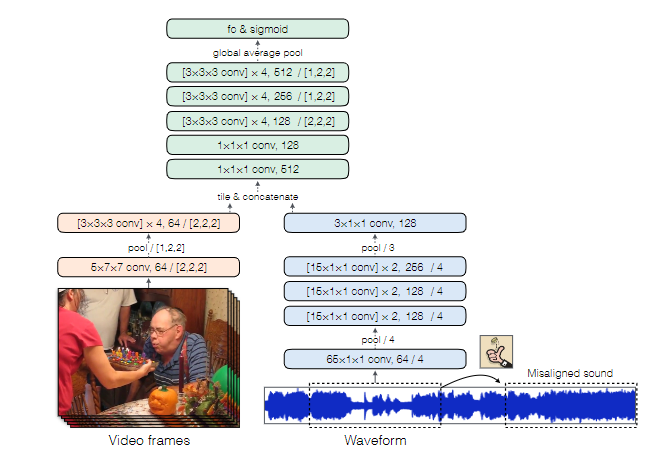 fc & sigmoid
global average pool
[3×3×3 conv] × 4, 512 / [1,2,2]
[3×3×3 conv] × 4, 256 / [1,2,2]
[3×3×3 conv] × 4, 128 / [2,2,2]
1×1×1 conv, 128
1×1×1 conv, 512
tile & concatenate
[3×3×3 conv] × 4, 64 / [2,2,2]
pool / [1,2,2]
5×7×7 conv, 64 / [2,2,2]
Video frames
3×1×1 conv, 128
pool / 3
[15×1×1 conv] × 2, 256 / 4
[15×1×1 conv] × 2, 128 / 4
[15×1×1 conv] × 2, 128 / 4
pool / 4
65×1×1 conv, 64 / 4
Misaligned sound
Waveform